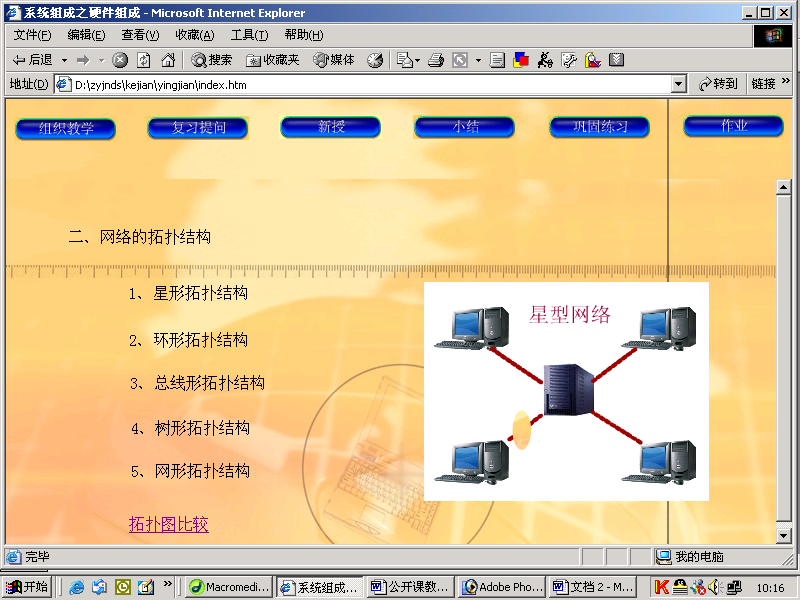 系统组成之硬件组成 - Microsoft Internet Explorer
文件(F) 编辑(E) 查看(V) 收藏(A) 工具(T) 帮助(H)
后退 搜索 收藏夹 媒体
地址(D) D:\zyjnds\kejian\yingjian\index.htm 转到 链接 »
组织教学 复习提问 新授 小结 巩固练习 作业
二、网络的拓扑结构
1、星形拓扑结构
2、环形拓扑结构
3、总线形拓扑结构
4、树形拓扑结构
5、网形拓扑结构
拓扑图比较
星型网络
完毕 我的电脑
开始 » Macromedi... 系统组成... 公开课教... Adobe Pho... 文档 2 - M... 10:16